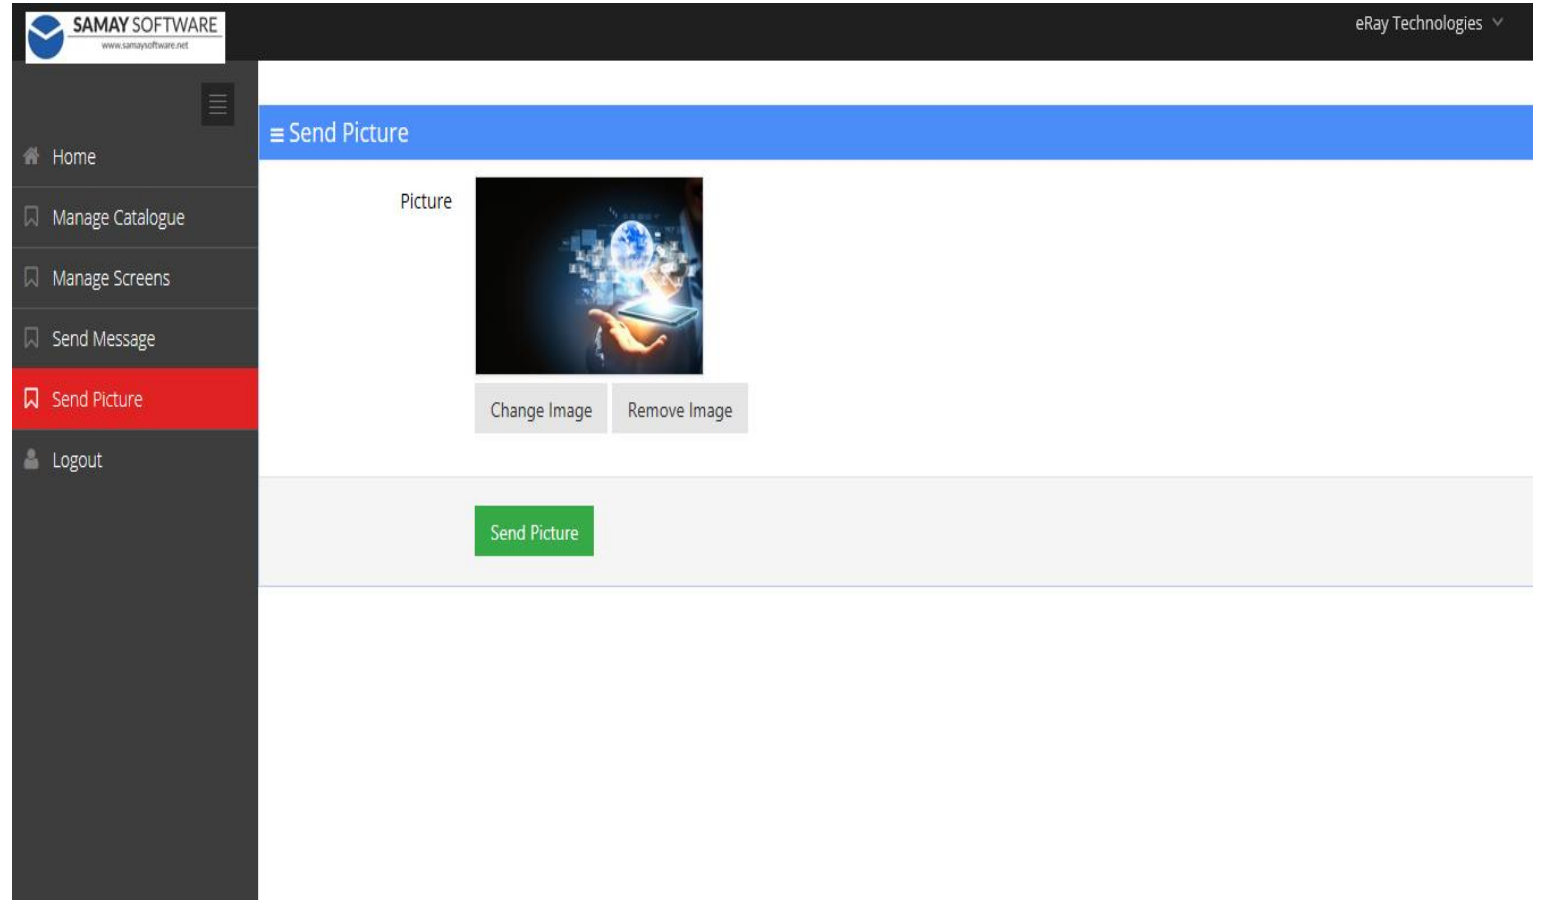 SAMAY SOFTWARE
www.samaysoftware.net
eRay Technologies
Home
Manage Catalogue
Manage Screens
Send Message
Send Picture
Logout
Send Picture
Picture
Change Image
Remove Image
Send Picture